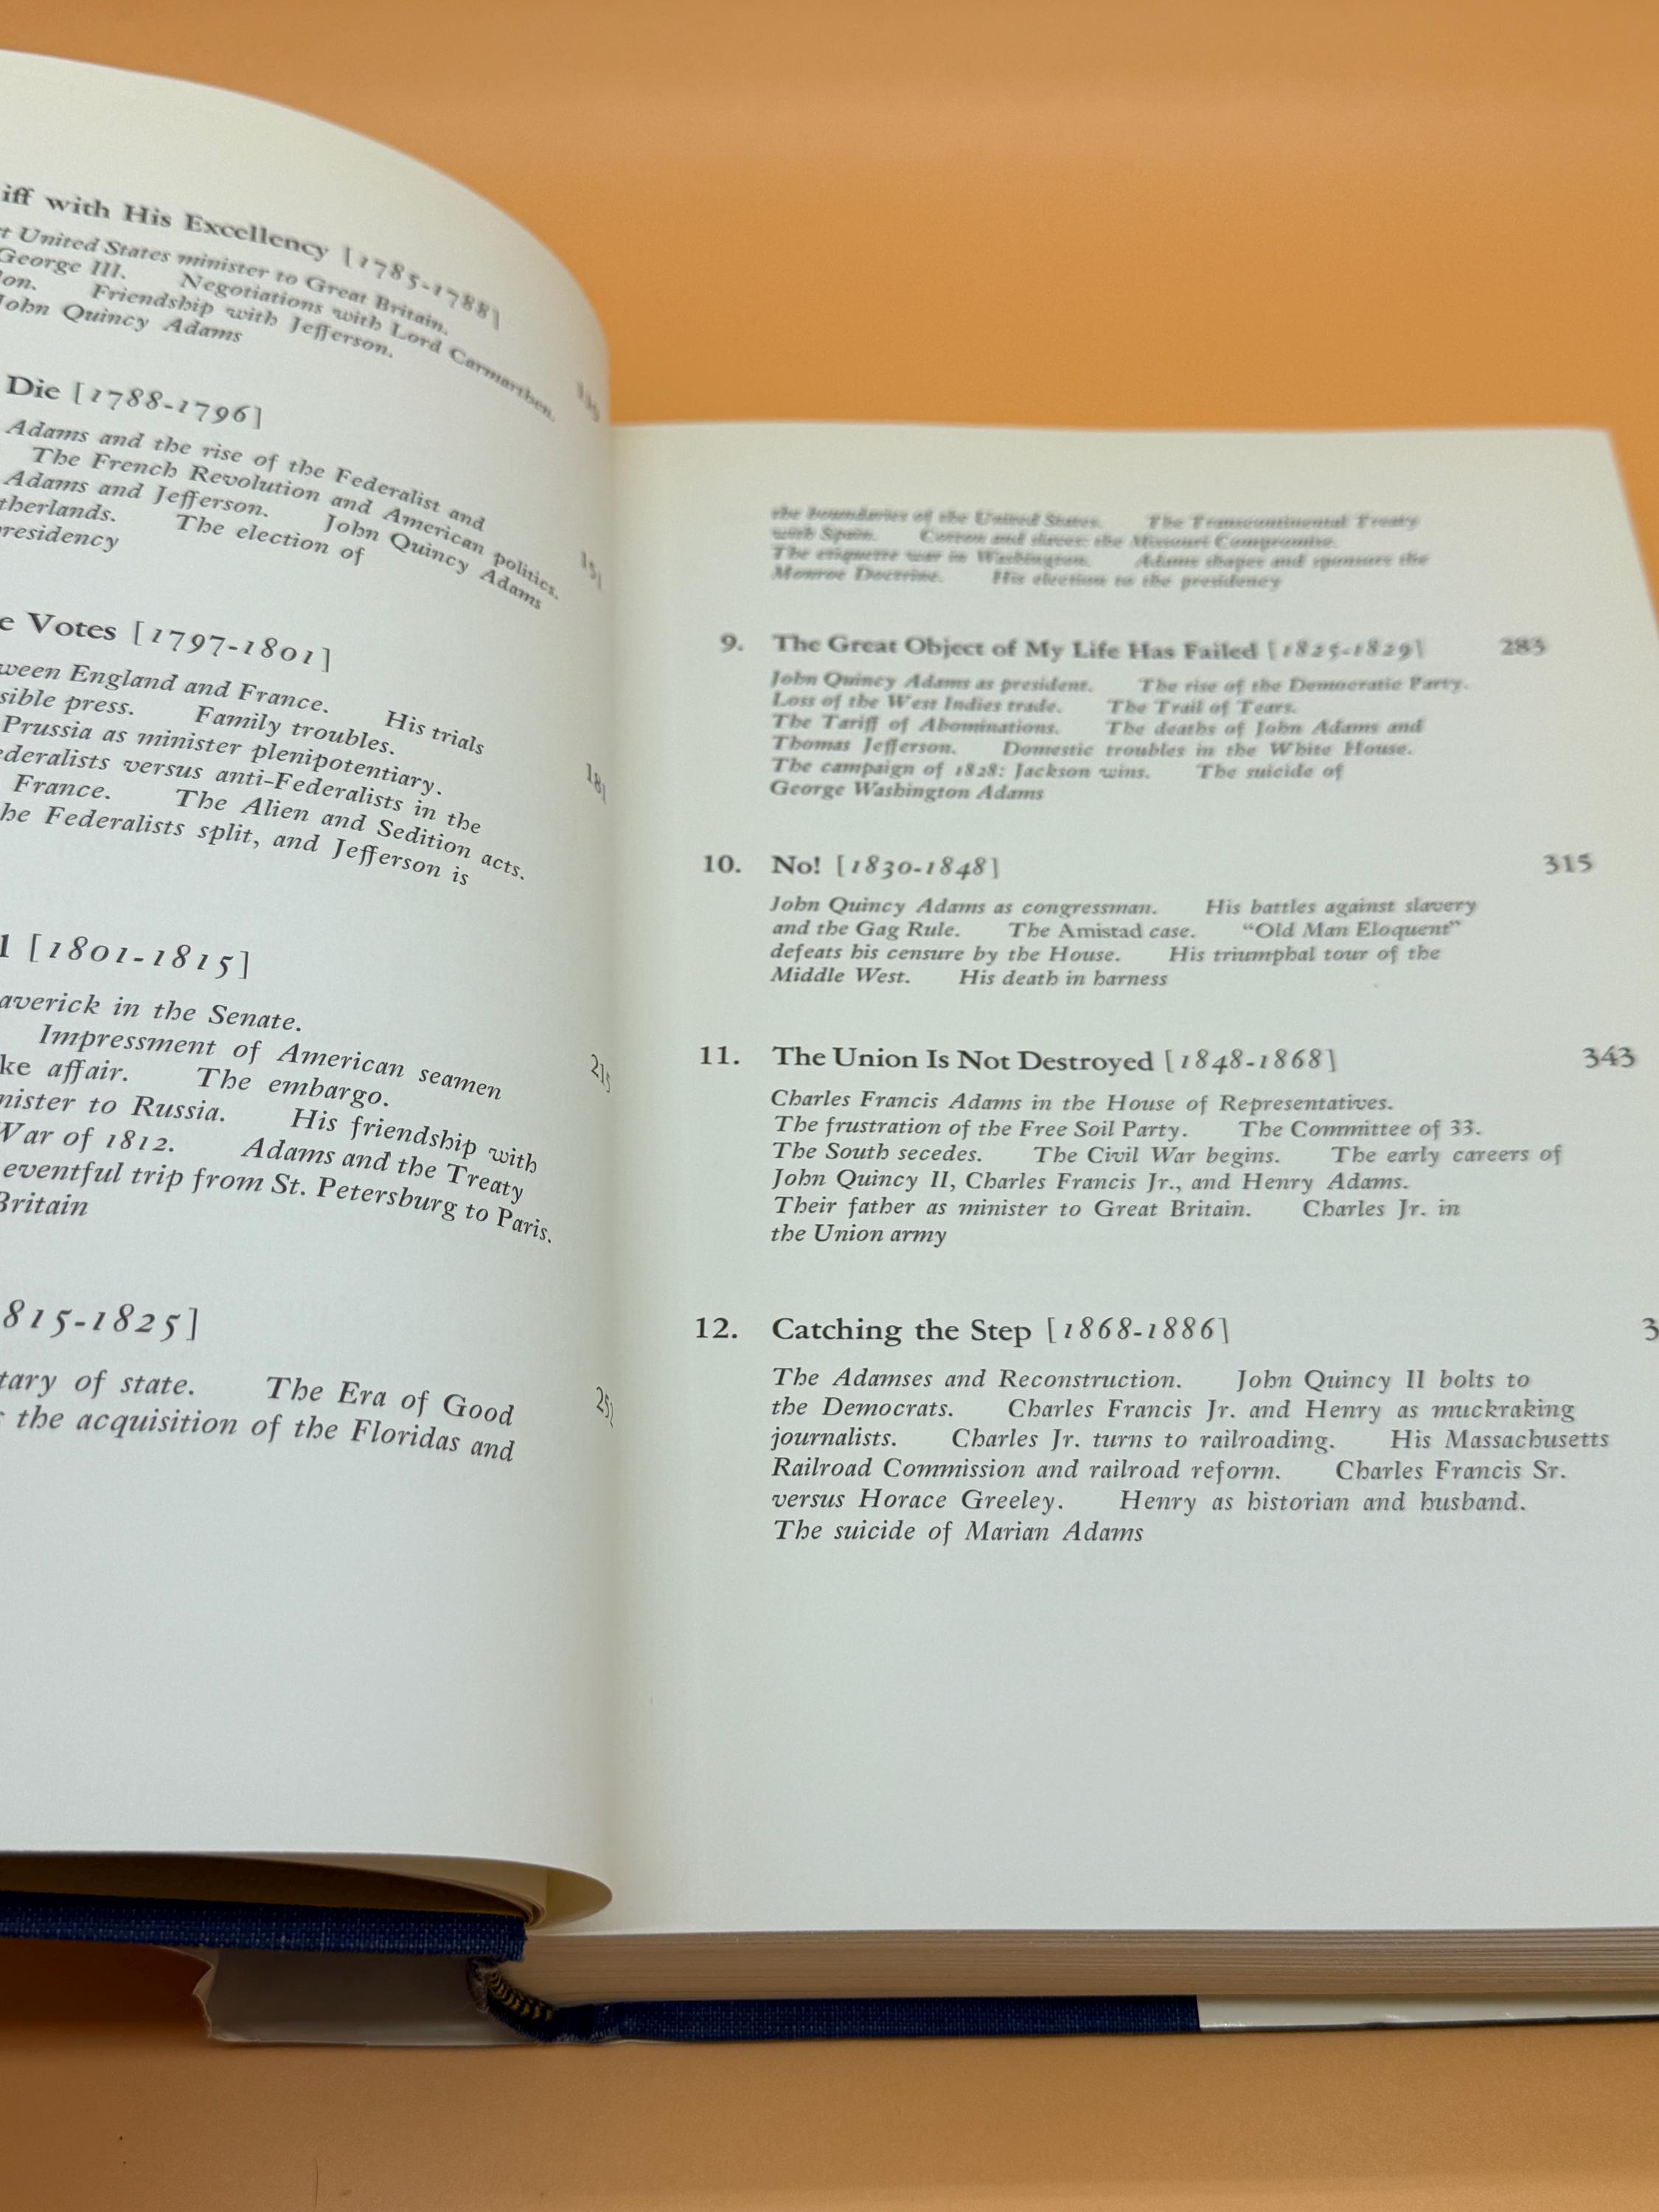 iff with His Excellency [1785-1788]
t United States minister to Great Britain.
George III. Negotiations with Lord Carmarthen.
don. Friendship with Jefferson.
John Quincy Adams
139
Die [1788-1796]
Adams and the rise of the Federalist and
The French Revolution and American politics.
Adams and Jefferson. John Quincy Adams
therlands. The election of
residency
151
e Votes [1797-1801]
ween England and France. His trials
sible press. Family troubles.
Prussia as minister plenipotentiary.
ederalists versus anti-Federalists in the
France. The Alien and Sedition acts.
he Federalists split, and Jefferson is
181
1 [1801-1815]
averick in the Senate.
Impressment of American seamen
ke affair. The embargo.
nister to Russia. His friendship with
War of 1812. Adams and the Treaty
eventful trip from St. Petersburg to Paris.
Britain
215
815-1825]
tary of state. The Era of Good
the acquisition of the Floridas and
251
the boundaries of the United States. The Transcontinental Treaty
with Spain. Cotton and slaves: the Missouri Compromise.
The etiquette war in Washington. Adams shapes and sponsors the
Monroe Doctrine. His election to the presidency
9. The Great Object of My Life Has Failed [1825-1829] 283
John Quincy Adams as president. The rise of the Democratic Party.
Loss of the West Indies trade. The Trail of Tears.
The Tariff of Abominations. The deaths of John Adams and
Thomas Jefferson. Domestic troubles in the White House.
The campaign of 1828: Jackson wins. The suicide of
George Washington Adams
10. No! [1830-1848] 315
John Quincy Adams as congressman. His battles against slavery
and the Gag Rule. The Amistad case. “Old Man Eloquent”
defeats his censure by the House. His triumphal tour of the
Middle West. His death in harness
11. The Union Is Not Destroyed [1848-1868] 343
Charles Francis Adams in the House of Representatives.
The frustration of the Free Soil Party. The Committee of 33.
The South secedes. The Civil War begins. The early careers of
John Quincy II, Charles Francis Jr., and Henry Adams.
Their father as minister to Great Britain. Charles Jr. in
the Union army
12. Catching the Step [1868-1886] 3
The Adamses and Reconstruction. John Quincy II bolts to
the Democrats. Charles Francis Jr. and Henry as muckraking
journalists. Charles Jr. turns to railroading. His Massachusetts
Railroad Commission and railroad reform. Charles Francis Sr.
versus Horace Greeley. Henry as historian and husband.
The suicide of Marian Adams